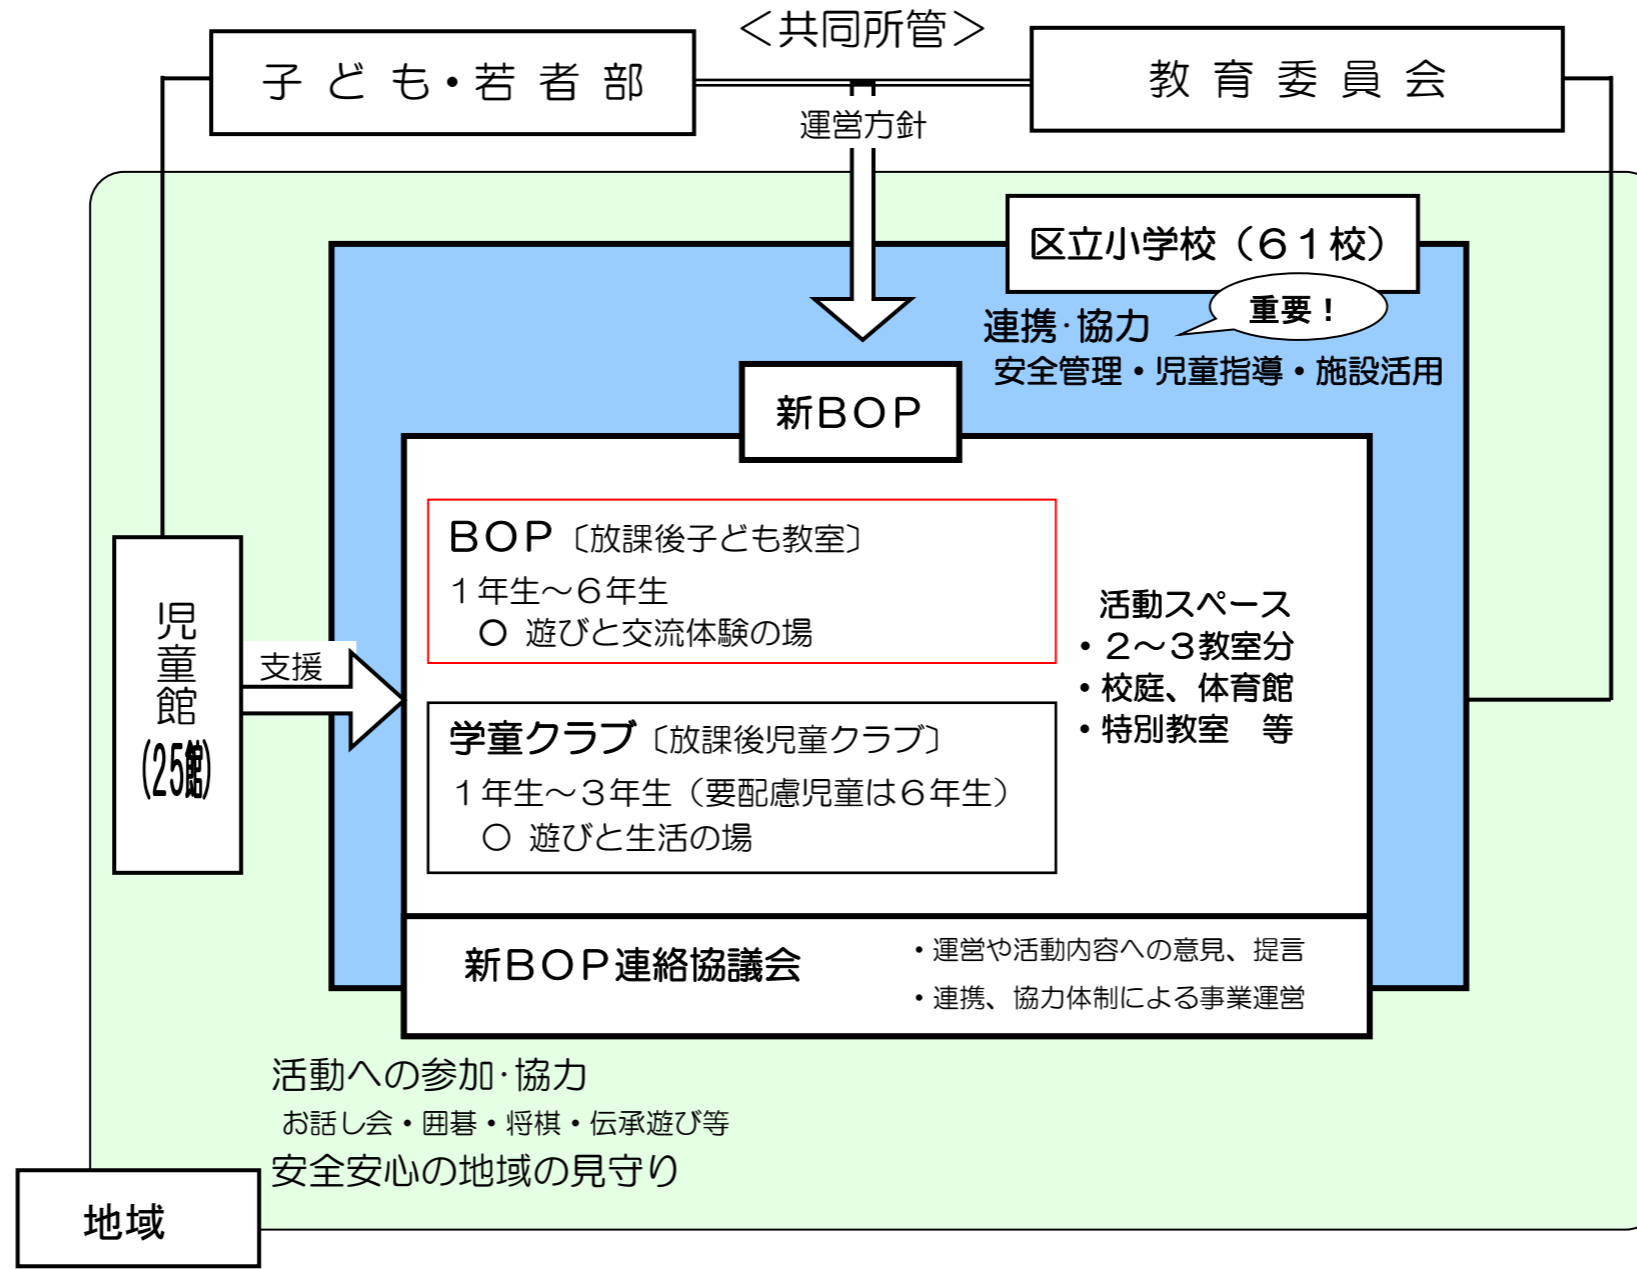 ＜共同所管＞
子ども・若者部
教育委員会
運営方針
区立小学校（６１校）
重要！
連携・協力
安全管理・児童指導・施設活用
新ＢＯＰ
ＢＯＰ〔放課後子ども教室〕
１年生～６年生
○ 遊びと交流体験の場
活動スペース
・２～３教室分
・校庭、体育館
・特別教室　等
児童館
(25館)
支援
学童クラブ〔放課後児童クラブ〕
１年生～３年生（要配慮児童は６年生）
○ 遊びと生活の場
新ＢＯＰ連絡協議会
・運営や活動内容への意見、提言
・連携、協力体制による事業運営
活動への参加・協力
お話し会・囲碁・将棋・伝承遊び等
安全安心の地域の見守り
地域